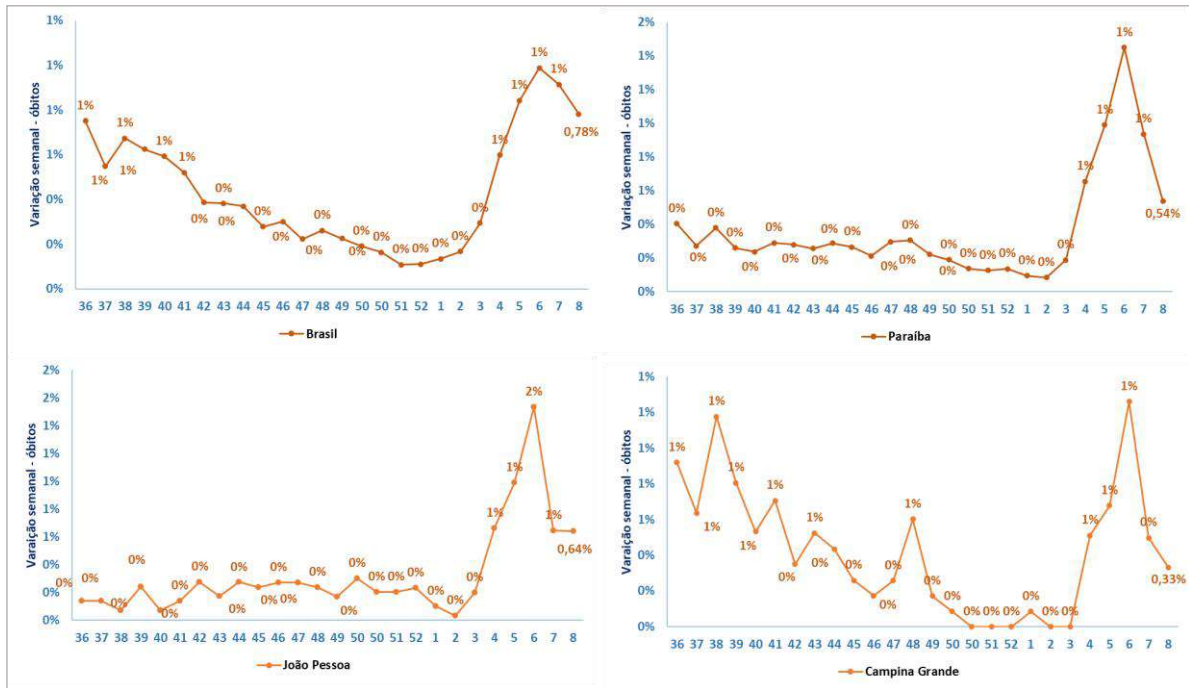 Variação semanal - óbitos
1%
1%
1%
1%
0%
0%
0%
1% 1% 1% 1% 1% 1% 0% 0% 0% 0% 0% 0% 0% 0% 0% 0% 0% 0% 0% 0% 0% 1% 1% 1% 1% 0,78%
36 37 38 39 40 41 42 43 44 45 46 47 48 49 50 50 51 52 1 2 3 4 5 6 7 8
Brasil
Variação semanal - óbitos
2%
1%
1%
1%
1%
1%
0%
0%
0%
0% 0% 0% 0% 0% 0% 0% 0% 0% 0% 0% 0% 0% 0% 0% 0% 0% 0% 0% 0% 0% 1% 1% 1% 1% 0,54%
36 37 38 39 40 41 42 43 44 45 46 47 48 49 50 50 51 52 1 2 3 4 5 6 7 8
Paraíba
Varaição semanal - óbitos
2%
2%
1%
1%
1%
1%
1%
0%
0%
0%
0% 0% 0% 0% 0% 0% 0% 0% 0% 0% 0% 0% 0% 0% 0% 0% 0% 0% 0% 0% 0% 1% 1% 2% 1% 0,64%
36 37 38 39 40 41 42 43 44 45 46 47 48 49 50 50 51 52 1 2 3 4 5 6 7 8
João Pessoa
Variação semanal - óbitos
1%
1%
1%
1%
1%
0%
0%
0%
1% 1% 1% 1% 1% 1% 0% 1% 0% 0% 0% 0% 1% 0% 0% 0% 0% 0% 0% 0% 0% 1% 1% 1% 0% 0,33%
36 37 38 39 40 41 42 43 44 45 46 47 48 49 50 50 51 52 1 2 3 4 5 6 7 8
Campina Grande